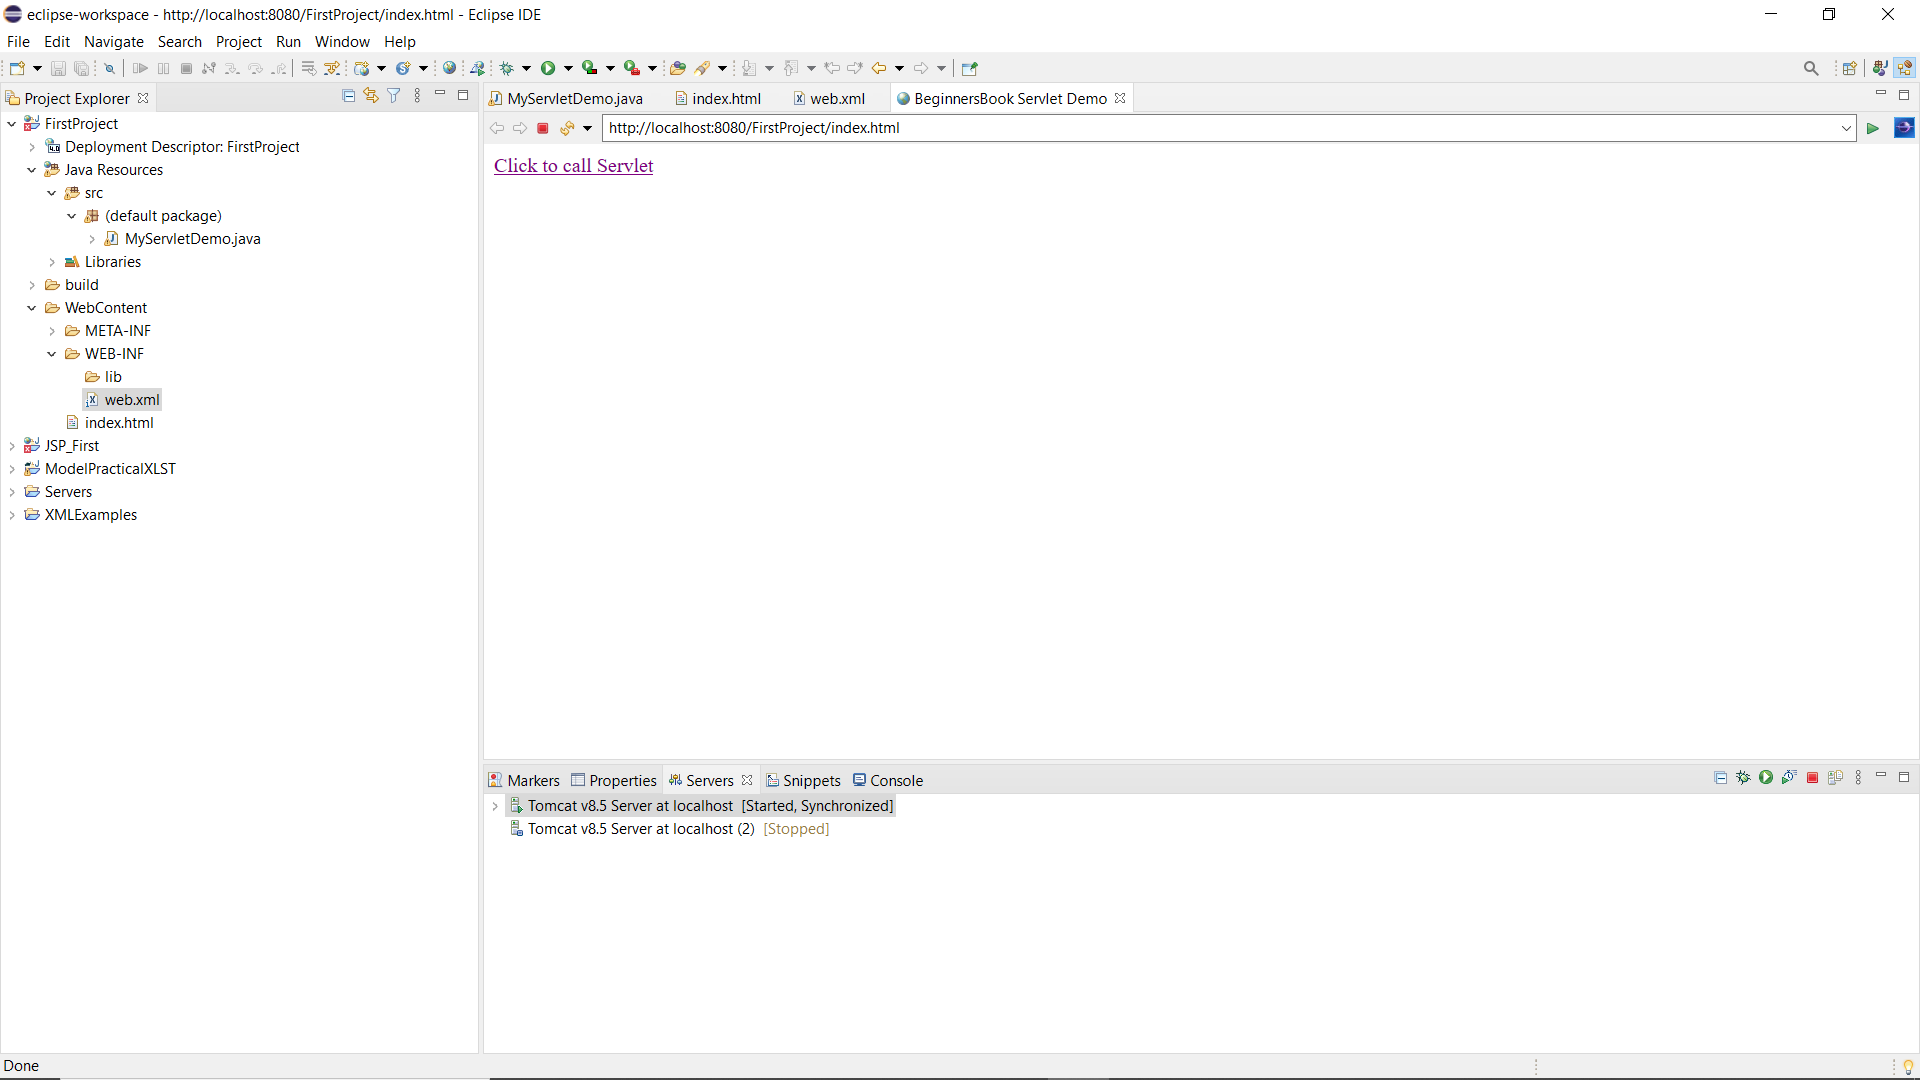 eclipse-workspace - http://localhost:8080/FirstProject/index.html - Eclipse IDE
File Edit Navigate Search Project Run Window Help
Project Explorer
MyServletDemo.java index.html web.xml BeginnersBook Servlet Demo
http://localhost:8080/FirstProject/index.html
Click to call Servlet
FirstProject
Deployment Descriptor: FirstProject
Java Resources
src
(default package)
MyServletDemo.java
Libraries
build
WebContent
META-INF
WEB-INF
lib
web.xml
index.html
JSP_First
ModelPracticalXLST
Servers
XMLExamples
Markers Properties Servers Snippets Console
Tomcat v8.5 Server at localhost [Started, Synchronized]
Tomcat v8.5 Server at localhost (2) [Stopped]
Done